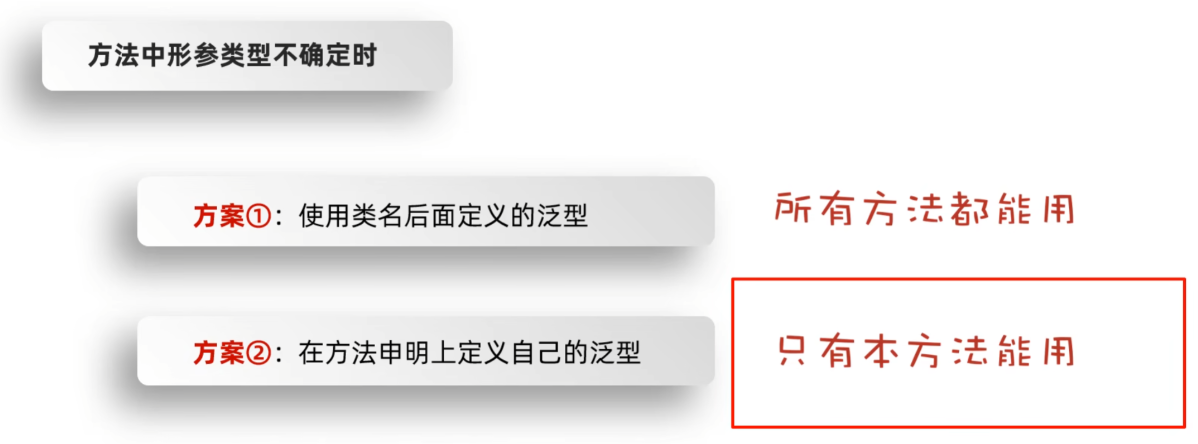 方法中形参类型不确定时
方案①：使用类名后面定义的泛型
所有方法都能用
方案②：在方法申明上定义自己的泛型
只有本方法能用